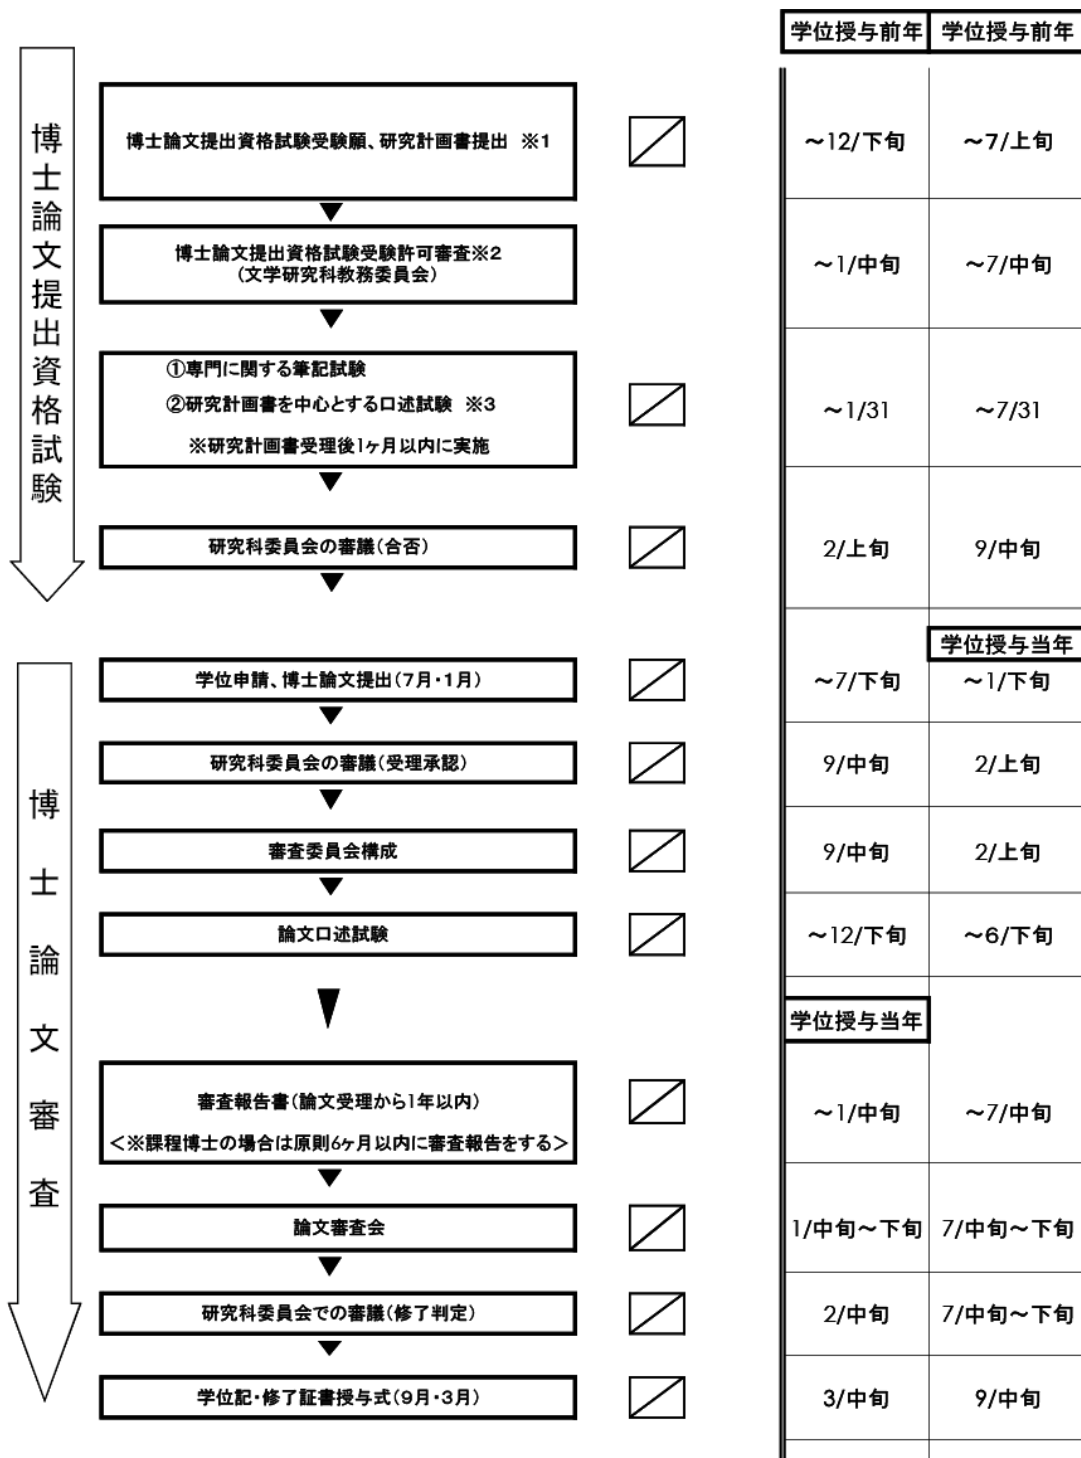 学位授与前年 学位授与前年
博士論文提出資格試験
博士論文提出資格試験受験願、研究計画書提出 ※1
~12/下旬 ~7/上旬
博士論文提出資格試験受験許可審査※2
(文学研究科教務委員会)
~1/中旬 ~7/中旬
①専門に関する筆記試験
②研究計画書を中心とする口述試験 ※3
※研究計画書受理後1ヶ月以内に実施
~1/31 ~7/31
研究科委員会の審議(合否)
2/上旬 9/中旬
博士論文審査
学位授与当年
学位申請、博士論文提出(7月・1月)
~7/下旬 ~1/下旬
研究科委員会の審議(受理承認)
9/中旬 2/上旬
審査委員会構成
9/中旬 2/上旬
論文口述試験
~12/下旬 ~6/下旬
学位授与当年
審査報告書(論文受理から1年以内)
<※課程博士の場合は原則6ヶ月以内に審査報告をする>
~1/中旬 ~7/中旬
論文審査会
1/中旬~下旬 7/中旬~下旬
研究科委員会での審議(修了判定)
2/中旬 7/中旬~下旬
学位記・修了証書授与式(9月・3月)
3/中旬 9/中旬